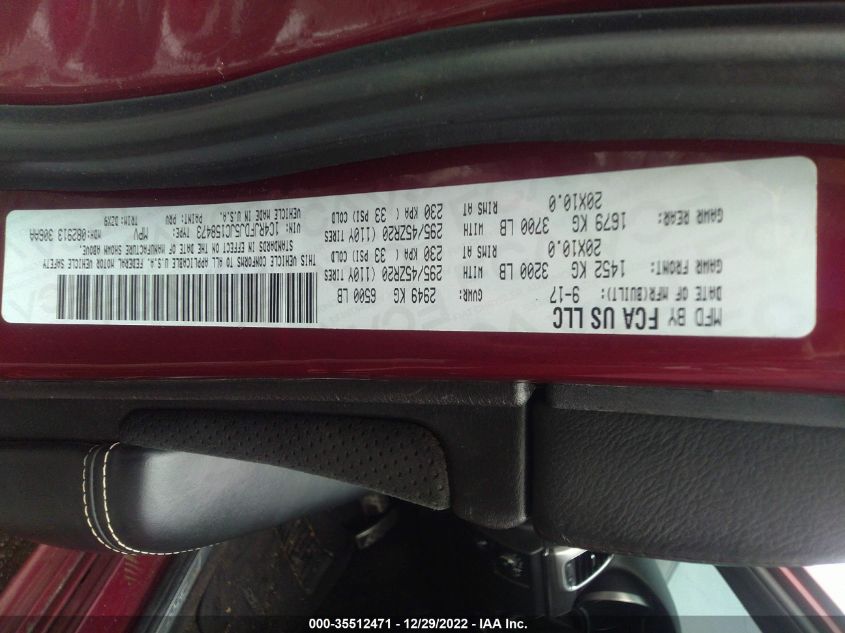 MFD BY FCA US LLC
DATE OF MFR(BUILT): 9-17 GVWR: 2949 KG 6500 LB
GAWR FRONT: 1452 KG 3200 LB WITH 295/45ZR20 (110Y TIRES
20X10.0 RIMS AT 230 KPA ( 33 PSI) COLD
GAWR REAR: 1679 KG 3700 LB WITH 295/45ZR20 (110Y TIRES
20X10.0 RIMS AT 230 KPA ( 33 PSI) COLD
THIS VEHICLE CONFORMS TO ALL APPLICABLE U.S.A. FEDERAL MOTOR VEHICLE SAFETY
STANDARDS IN EFFECT ON THE DATE OF MANUFACTURE SHOWN ABOVE.
VIN: TYPE: MPV MDH: 082913 306AA
VEHICLE MADE IN U.S.A. PAINT: PRV TRIM:
000-35512471 - 12/29/2022 - IAA Inc.